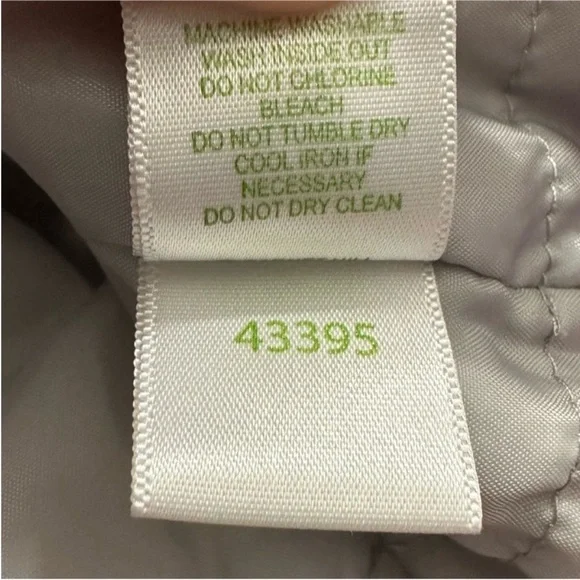 MACHINE WASHABLE
WASH INSIDE OUT
DO NOT CHLORINE
BLEACH
DO NOT TUMBLE DRY
COOL IRON IF
NECESSARY
DO NOT DRY CLEAN
43395